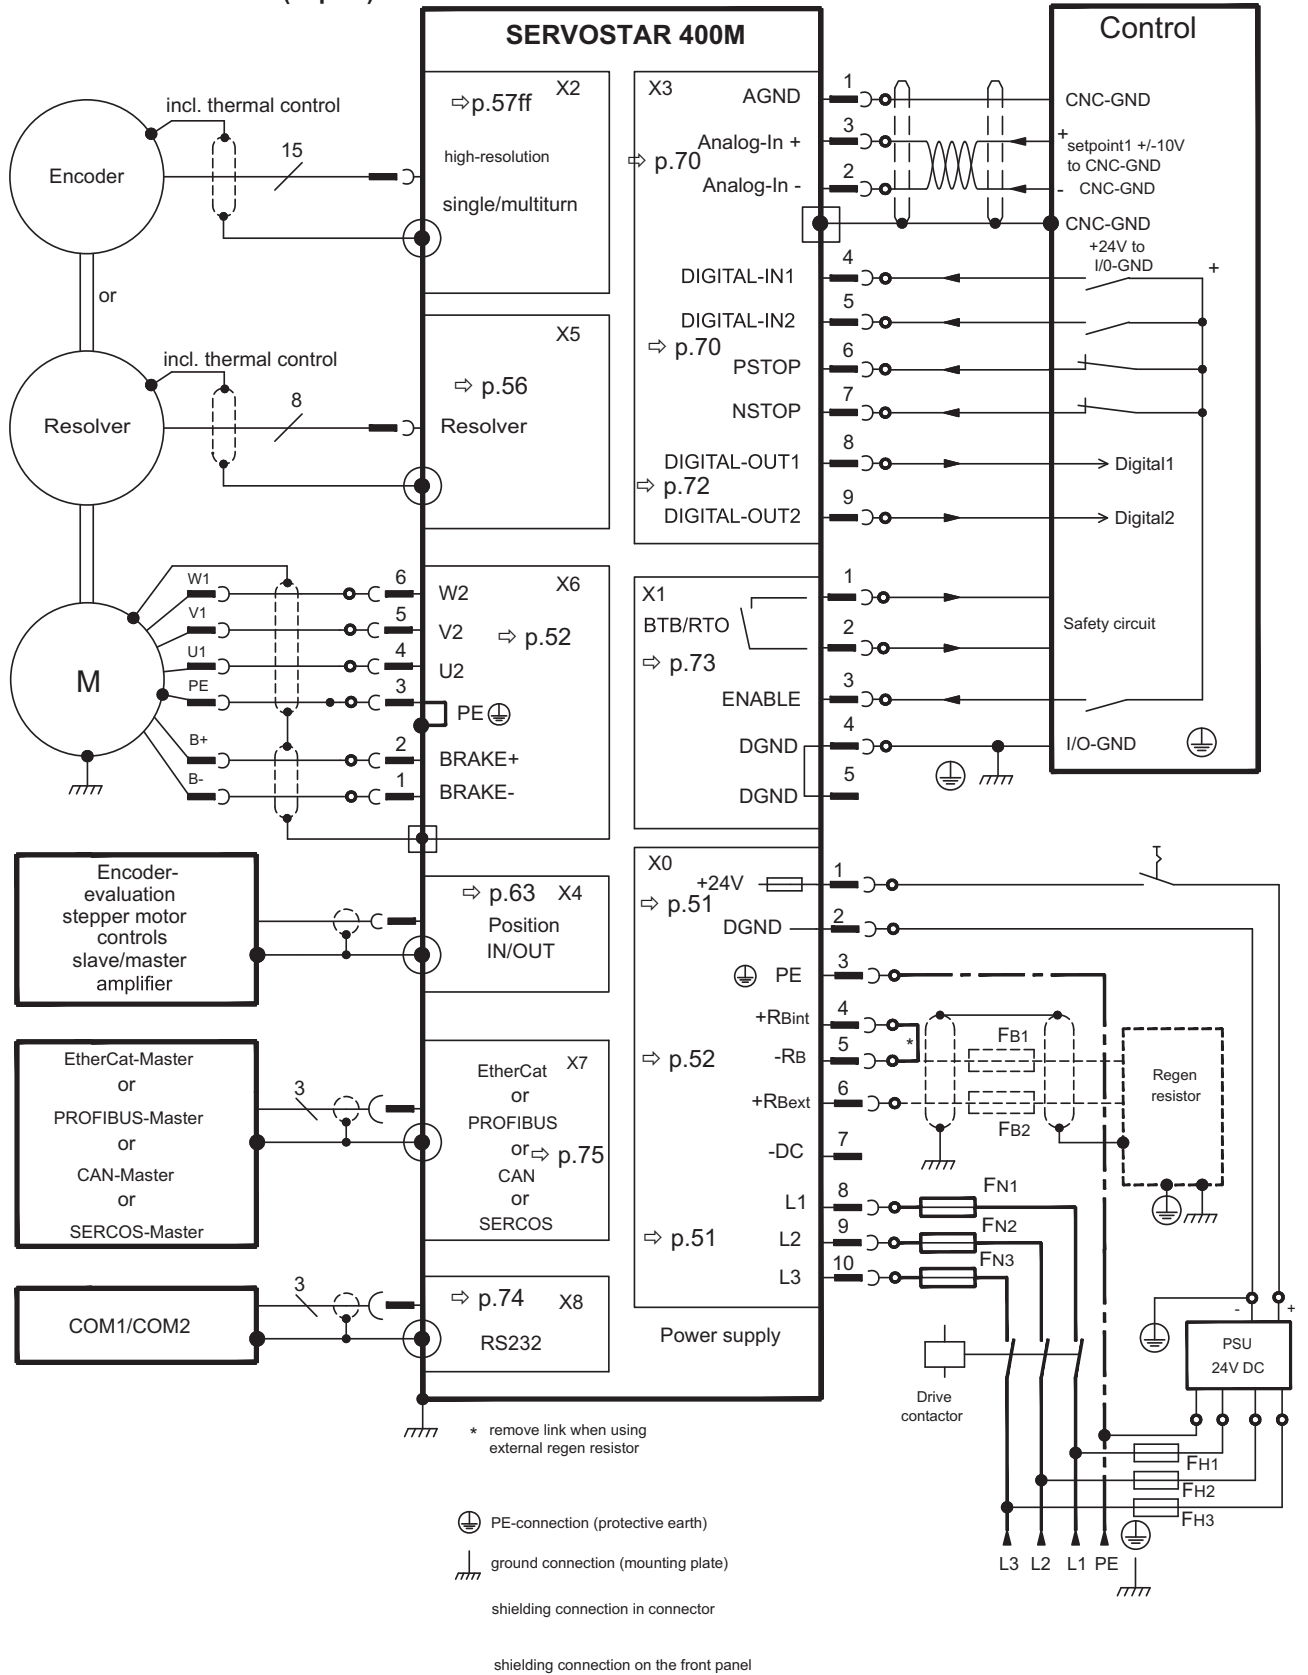 SERVOSTAR 400M
Control
incl. thermal control
Encoder
15
or
incl. thermal control
Resolver
8
X2
⇨p.57ff
high-resolution
single/multiturn
X5
⇨ p.56
Resolver
M
W1
V1
U1
PE
B+
B-
6
5
4
3
2
1
X6
W2
V2
⇨ p.52
U2
PE
BRAKE+
BRAKE-
Encoder-
evaluation
stepper motor
controls
slave/master
amplifier
⇨ p.63 X4
Position
IN/OUT
EtherCat-Master
or
PROFIBUS-Master
or
CAN-Master
or
SERCOS-Master
3
X7
EtherCat
or
PROFIBUS
or⇨ p.75
CAN
or
SERCOS
COM1/COM2
3
⇨ p.74 X8
RS232
X3
AGND
1
Analog-In +
3
⇨ p.70
Analog-In -
2
DIGITAL-IN1
4
DIGITAL-IN2
5
⇨ p.70
PSTOP
6
NSTOP
7
DIGITAL-OUT1
8
⇨ p.72
DIGITAL-OUT2
9
CNC-GND
+
setpoint1 +/-10V
to CNC-GND
- CNC-GND
CNC-GND
+24V to
I/0-GND
+
Digital1
Digital2
X1
BTB/RTO
⇨ p.73
1
2
ENABLE
3
DGND
4
DGND
5
Safety circuit
I/O-GND
X0
+24V
1
⇨ p.51
DGND
2
PE
3
+RBint
4
⇨ p.52
-RB
5
*
+RBext
6
-DC
7
L1
8
⇨ p.51
L2
9
L3
10
Power supply
FB1
FB2
Regen
resistor
FN1
FN2
FN3
Drive
contactor
- +
PSU
24V DC
FH1
FH2
FH3
L3 L2 L1 PE
* remove link when using
external regen resistor
PE-connection (protective earth)
ground connection (mounting plate)
shielding connection in connector
shielding connection on the front panel